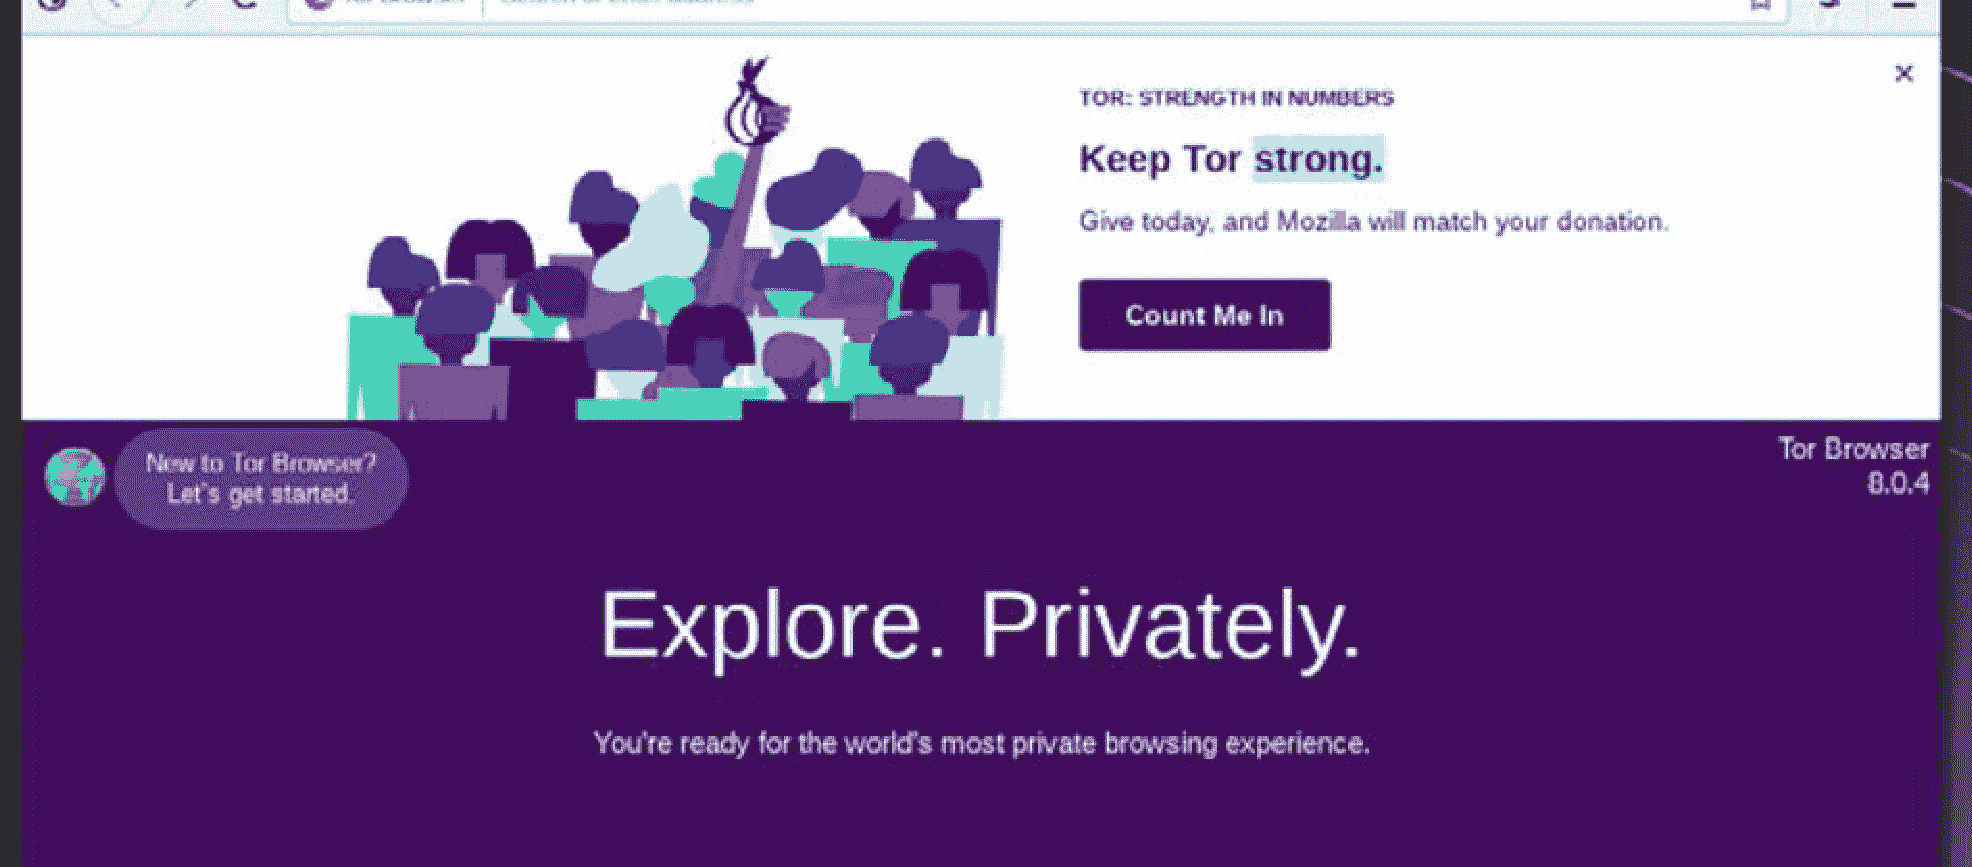 TOR: STRENGTH IN NUMBERS
Keep Tor strong.
Give today, and Mozilla will match your donation.
Count Me In
New to Tor Browser?
Let's get started.
Tor Browser
8.0.4
Explore. Privately.
You're ready for the world's most private browsing experience.